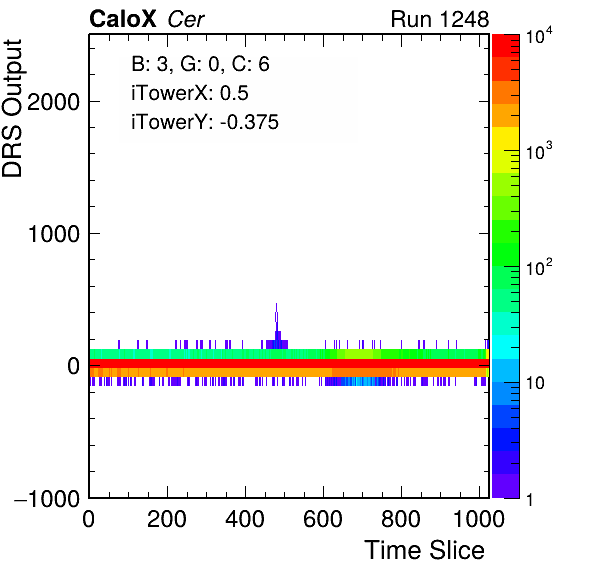 CaloX Cer Run 1248
B: 3, G: 0, C: 6
iTowerX: 0.5
iTowerY: -0.375
DRS Output
2000
1000
0
−1000
0 200 400 600 800 1000
Time Slice
10^4
10^3
10^2
10
1